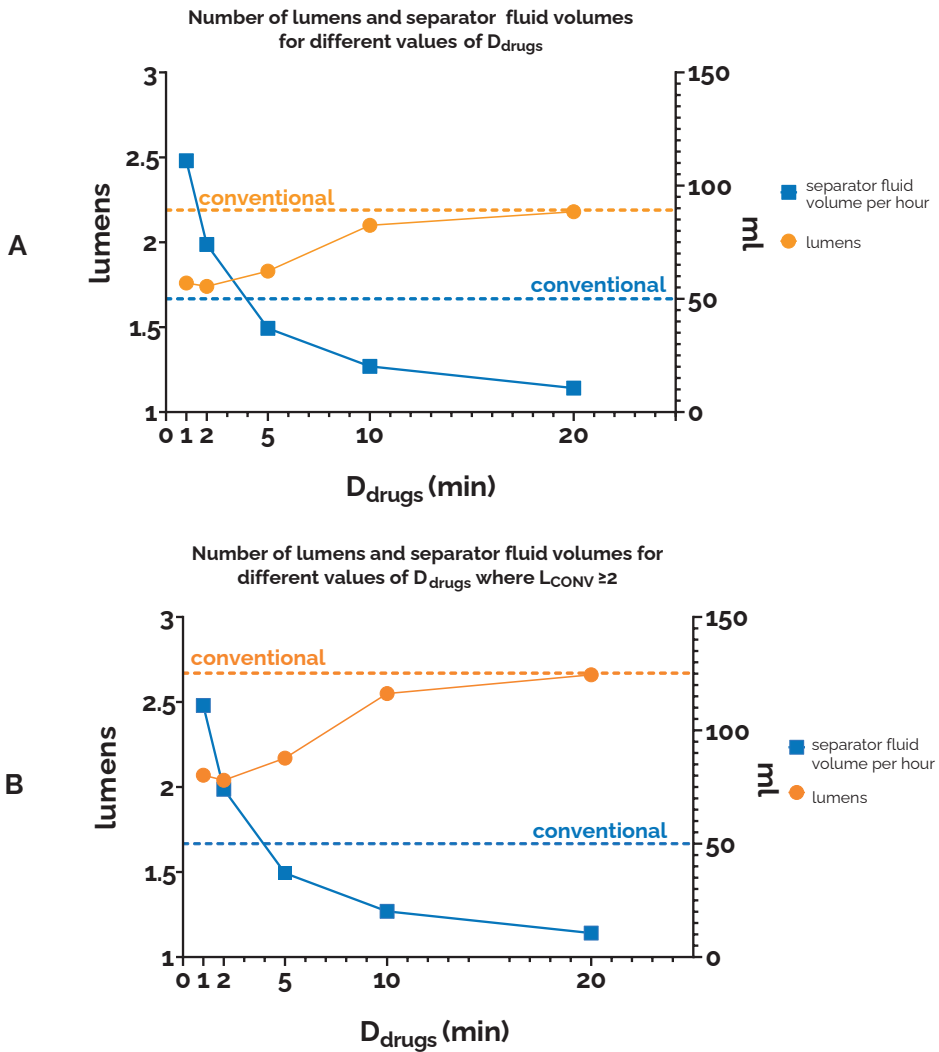 Number of lumens and separator fluid volumes
for different values of Ddrugs
A
lumens
3
2.5
2
1.5
1
conventional
conventional
150
100
50
0
ml
0 1 2 5 10 20
Ddrugs (min)
separator fluid
volume per hour
lumens
Number of lumens and separator fluid volumes for
different values of Ddrugs where LCONV ≥2
B
lumens
3
2.5
2
1.5
1
conventional
conventional
150
100
50
0
ml
0 1 2 5 10 20
Ddrugs (min)
separator fluid
volume per hour
lumens